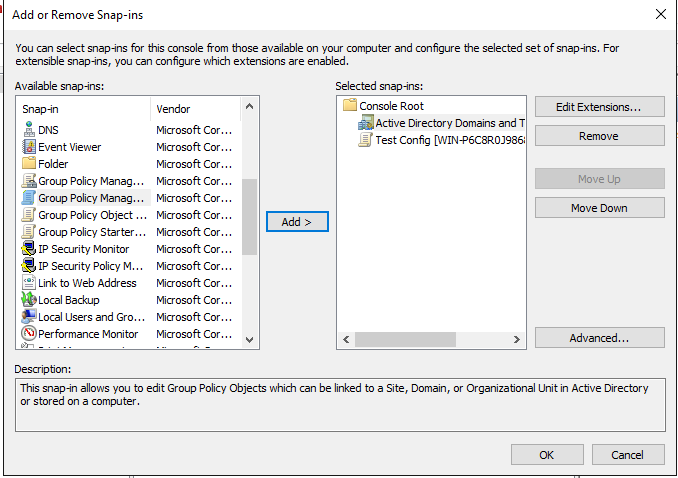 Add or Remove Snap-ins
You can select snap-ins for this console from those available on your computer and configure the selected set of snap-ins. For
extensible snap-ins, you can configure which extensions are enabled.
Available snap-ins:
Snap-in Vendor
DNS Microsoft Cor...
Event Viewer Microsoft Cor...
Folder Microsoft Cor...
Group Policy Manag... Microsoft Cor...
Group Policy Manag... Microsoft Cor...
Group Policy Object ... Microsoft Cor...
Group Policy Starter... Microsoft Cor...
IP Security Monitor Microsoft Cor...
IP Security Policy M... Microsoft Cor...
Link to Web Address Microsoft Cor...
Local Backup Microsoft Cor...
Local Users and Gro... Microsoft Cor...
Performance Monitor Microsoft Cor...
Add >
Selected snap-ins:
Console Root
Active Directory Domains and T
Test Config [WIN-P6C8R0J986
Edit Extensions...
Remove
Move Up
Move Down
Advanced...
Description:
This snap-in allows you to edit Group Policy Objects which can be linked to a Site, Domain, or Organizational Unit in Active Directory
or stored on a computer.
OK
Cancel